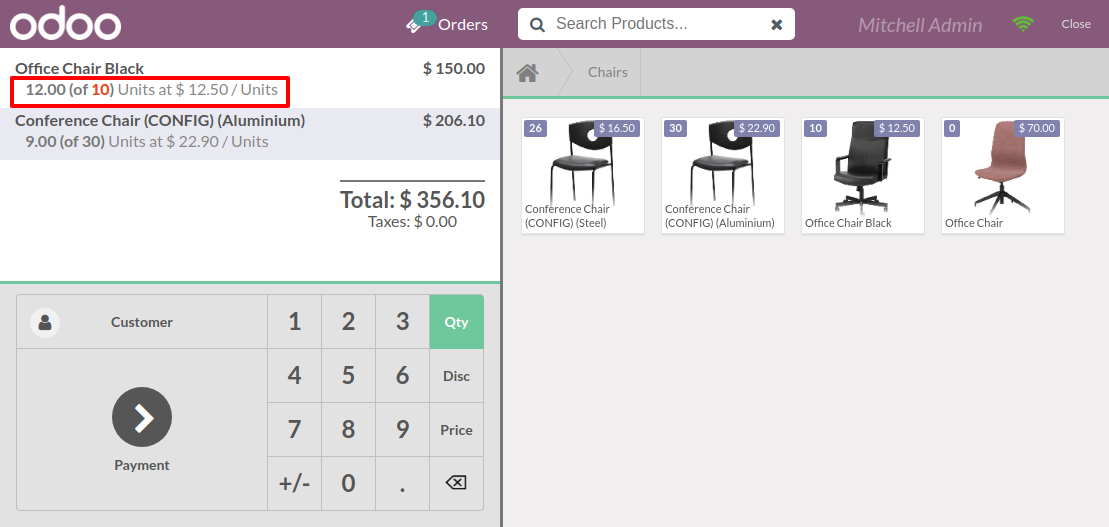 odoo
1
Orders
Search Products...
Mitchell Admin
Close
Office Chair Black $ 150.00
12.00 (of 10) Units at $ 12.50 / Units
Conference Chair (CONFIG) (Aluminium) $ 206.10
9.00 (of 30) Units at $ 22.90 / Units
Total: $ 356.10
Taxes: $ 0.00
Customer
Payment
1 2 3 Qty
4 5 6 Disc
7 8 9 Price
+/- 0 .
Chairs
26 $ 16.50
Conference Chair
(CONFIG) (Steel)
30 $ 22.90
Conference Chair
(CONFIG) (Aluminium)
10 $ 12.50
Office Chair Black
0 $ 70.00
Office Chair